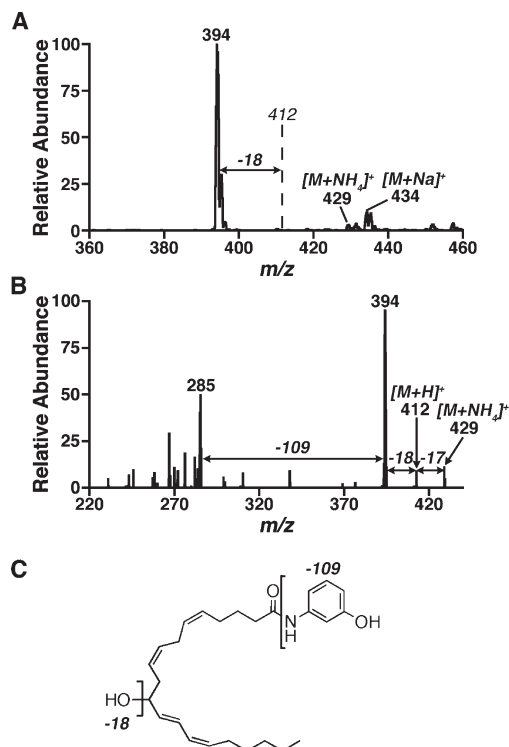 A
Relative Abundance
100
75
50
25
0
394
412
-18
[M+NH₄]⁺
429
[M+Na]⁺
434
360 380 400 420 440 460
m/z
B
Relative Abundance
100
75
50
25
0
394
285
[M+H]⁺
412
[M+NH₄]⁺
429
-109
-18
-17
220 270 320 370 420
m/z
C
-109
O
N
H
OH
HO
-18